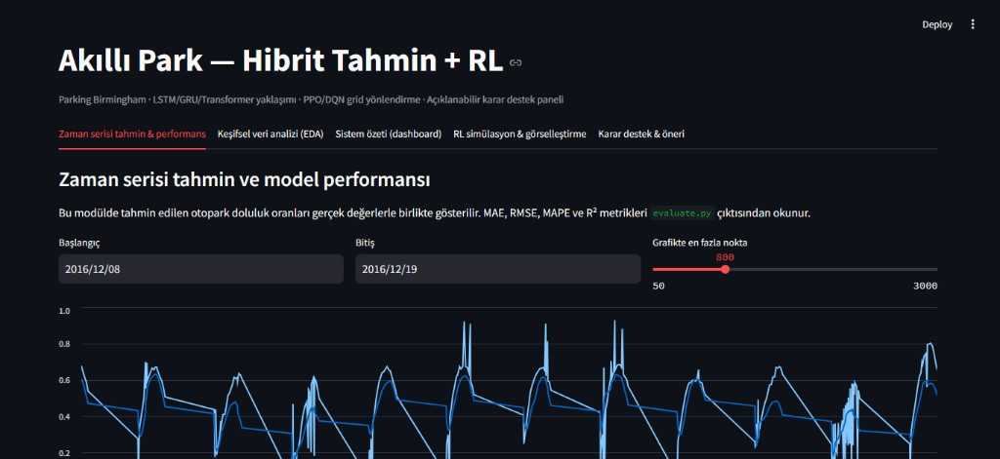 Deploy
Akıllı Park — Hibrit Tahmin + RL
Parking Birmingham · LSTM/GRU/Transformer yaklaşımı · PPO/DQN grid yönlendirme · Açıklanabilir karar destek paneli
Zaman serisi tahmin & performans Keşifsel veri analizi (EDA) Sistem özeti (dashboard) RL simülasyon & görselleştirme Karar destek & öneri
Zaman serisi tahmin ve model performansı
Bu modülde tahmin edilen otopark doluluk oranları gerçek değerlerle birlikte gösterilir. MAE, RMSE, MAPE ve R² metrikleri evaluate.py çıktısından okunur.
Başlangıç Bitiş Grafikte en fazla nokta
800
2016/12/08 2016/12/19
50 3000
1.0
0.8
0.6
0.4
0.2